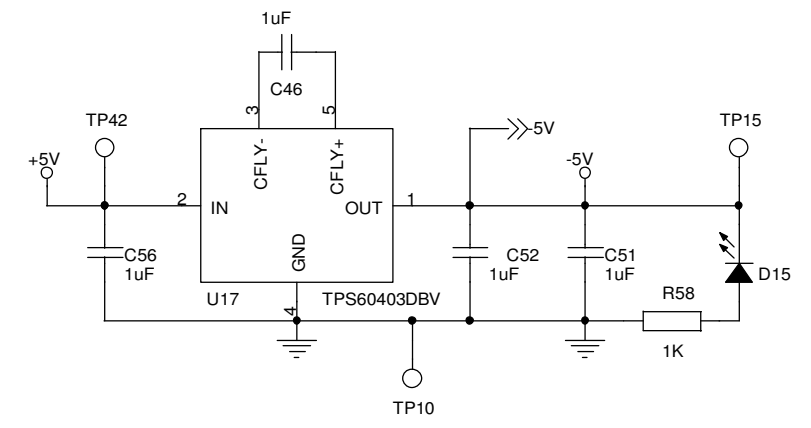 1uF
C46
3
5
TP42
-5V
TP15
+5V
CFLY-
CFLY+
-5V
2
IN
OUT
1
GND
C56
1uF
C52
1uF
C51
1uF
D15
U17
4
TPS60403DBV
R58
1K
TP10